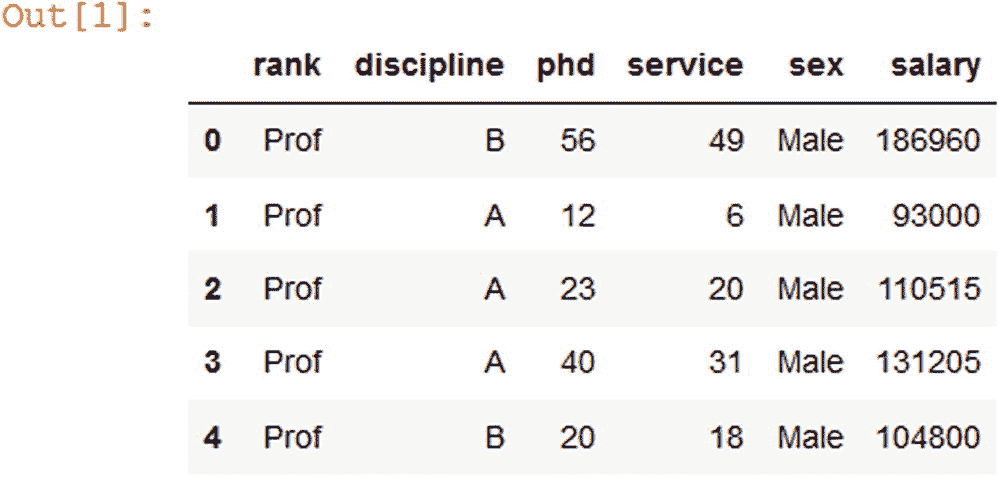 Out[1]:
rank discipline phd service sex salary
0 Prof B 56 49 Male 186960
1 Prof A 12 6 Male 93000
2 Prof A 23 20 Male 110515
3 Prof A 40 31 Male 131205
4 Prof B 20 18 Male 104800